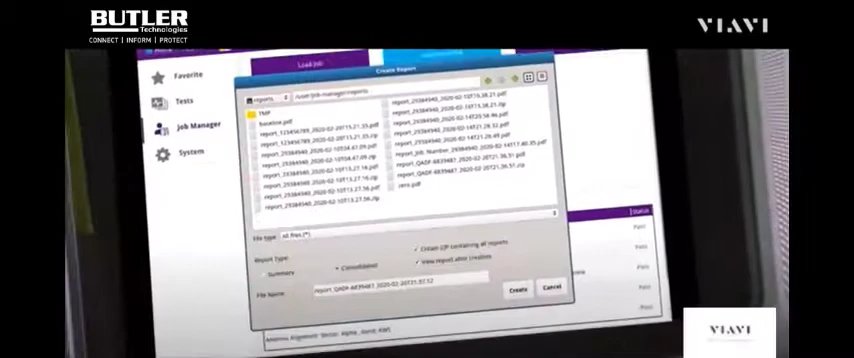 BUTLER
Technologies
CONNECT | INFORM | PROTECT
VIAVI
Load Job
Create Report
Favorite
Tests
Job Manager
System
reports
/user/job-manager/reports
TMP
baseline.pdf
report_123456789_2020-02-20T15.21.35.pdf
report_123456789_2020-02-20T15.21.35.zip
report_29384940_2020-02-10T04.47.09.pdf
report_29384940_2020-02-10T04.47.09.zip
report_29384940_2020-02-10T13.27.16.pdf
report_29384940_2020-02-10T13.27.16.zip
report_29384940_2020-02-10T13.27.56.pdf
report_29384940_2020-02-10T13.27.56.zip
report_29384940_2020-02-10T15.38.21.pdf
report_29384940_2020-02-10T15.38.21.zip
report_29384940_2020-02-14T20.56.46.pdf
report_29384940_2020-02-14T21.28.32.pdf
report_29384940_2020-02-14T21.28.49.pdf
report_Job_Number_29384940_2020-02-14T17.40.35.pdf
report_QADF-6839487_2020-02-20T21.36.51.pdf
report_QADF-6839487_2020-02-20T21.36.51.zip
zero.pdf
File type: All Files (*)
Report Type:
Summary
Consolidated
Create ZIP containing all reports
View report after creation
File Name
report_QADF-6839487_2020-02-20T21.37.12
Create
Cancel
Status
Pass
Pass
Pass
Pass
Antenna Alignment
VIAVI